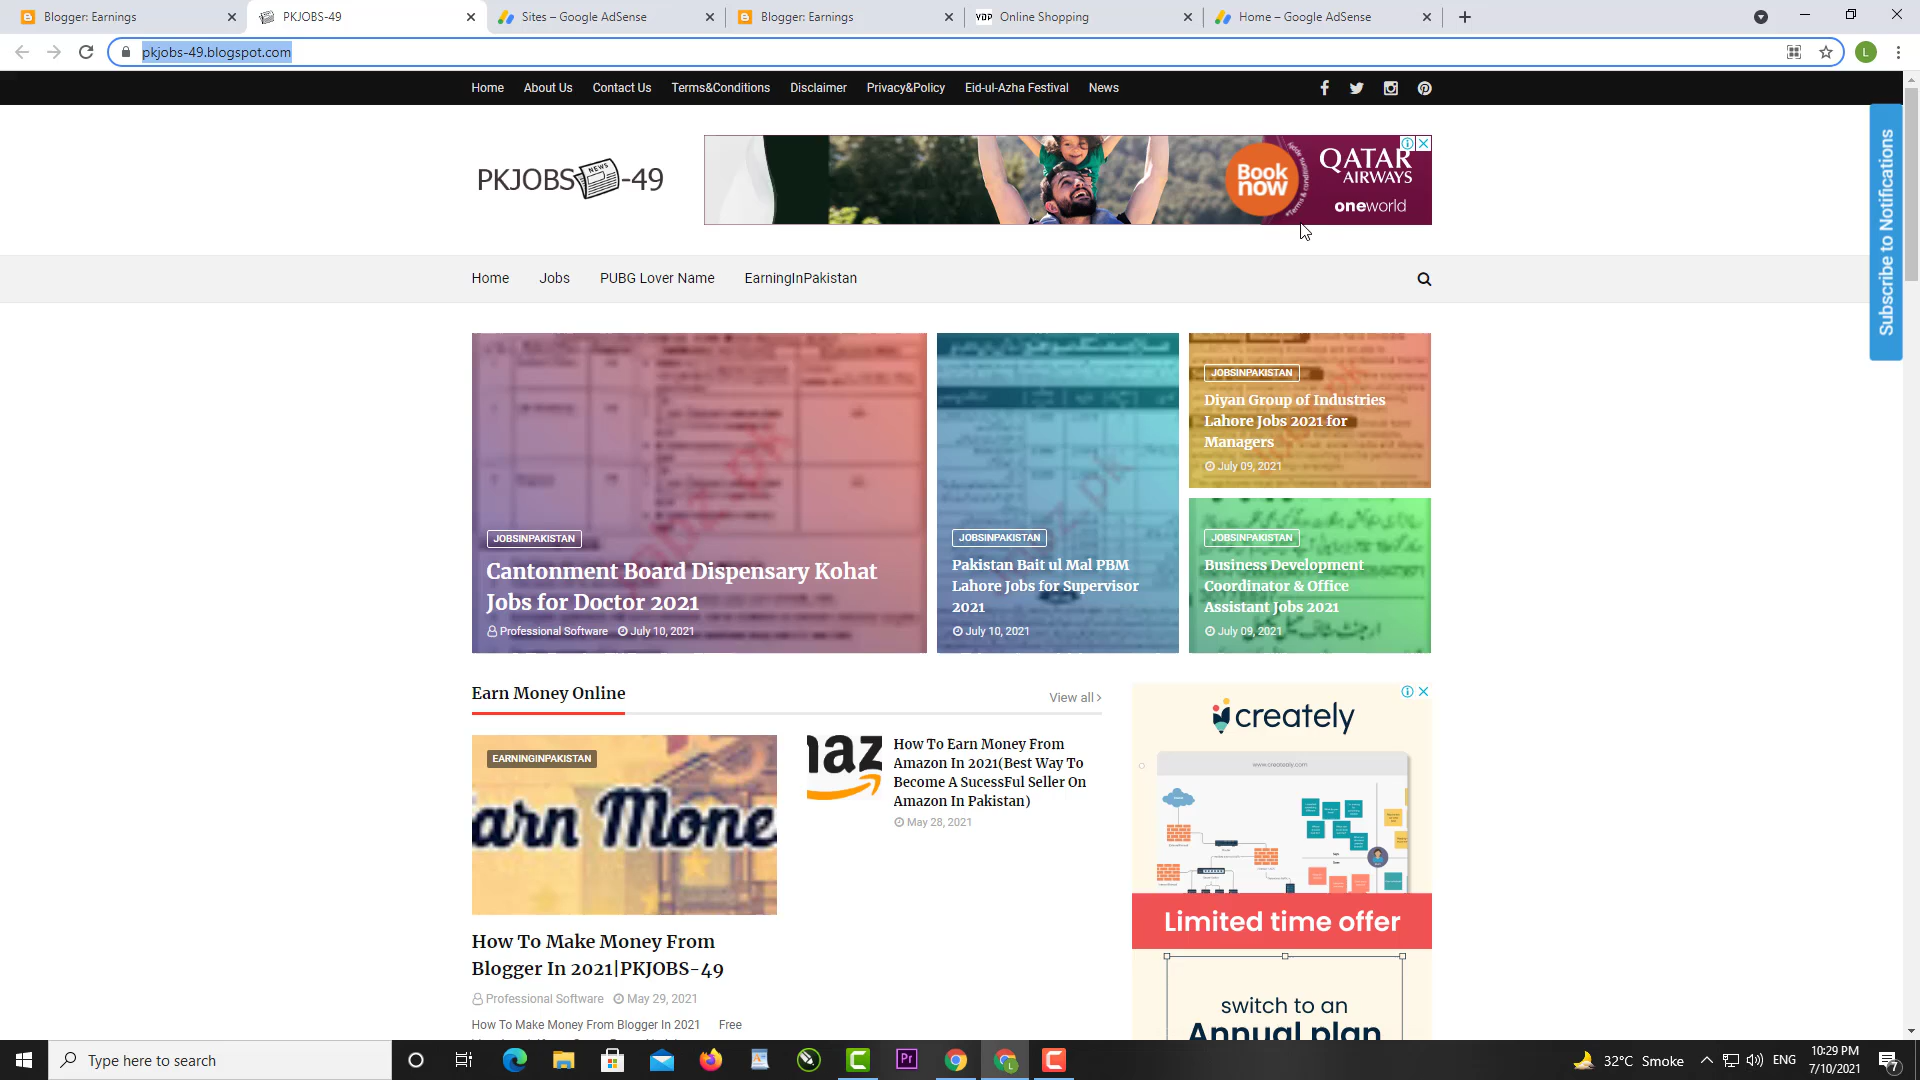 Blogger: Earnings
PKJOBS-49
Sites – Google AdSense
Blogger: Earnings
YDP Online Shopping
Home – Google AdSense
pkjobs-49.blogspot.com
L
Home About Us Contact Us Terms&Conditions Disclaimer Privacy&Policy Eid-ul-Azha Festival News
PKJOBS NEWS -49
Book
now
QATAR
AIRWAYS
oneworld
Subscribe to Notifications
Home Jobs PUBG Lover Name EarningInPakistan
JOBSINPAKISTAN
Cantonment Board Dispensary Kohat
Jobs for Doctor 2021
Professional Software July 10, 2021
JOBSINPAKISTAN
Pakistan Bait ul Mal PBM
Lahore Jobs for Supervisor
2021
July 10, 2021
JOBSINPAKISTAN
Diyan Group of Industries
Lahore Jobs 2021 for
Managers
July 09, 2021
JOBSINPAKISTAN
Business Development
Coordinator & Office
Assistant Jobs 2021
July 09, 2021
Earn Money Online
View all
EARNINGINPAKISTAN
arn Mone
How To Make Money From
Blogger In 2021|PKJOBS-49
Professional Software May 29, 2021
How To Make Money From Blogger In 2021 Free
naz
How To Earn Money From
Amazon In 2021(Best Way To
Become A SucessFul Seller On
Amazon In Pakistan)
May 28, 2021
creately
www.creately.com
Limited time offer
switch to an
Annual plan
Type here to search
Pr
L
32°C Smoke
ENG
10:29 PM
7/10/2021
7